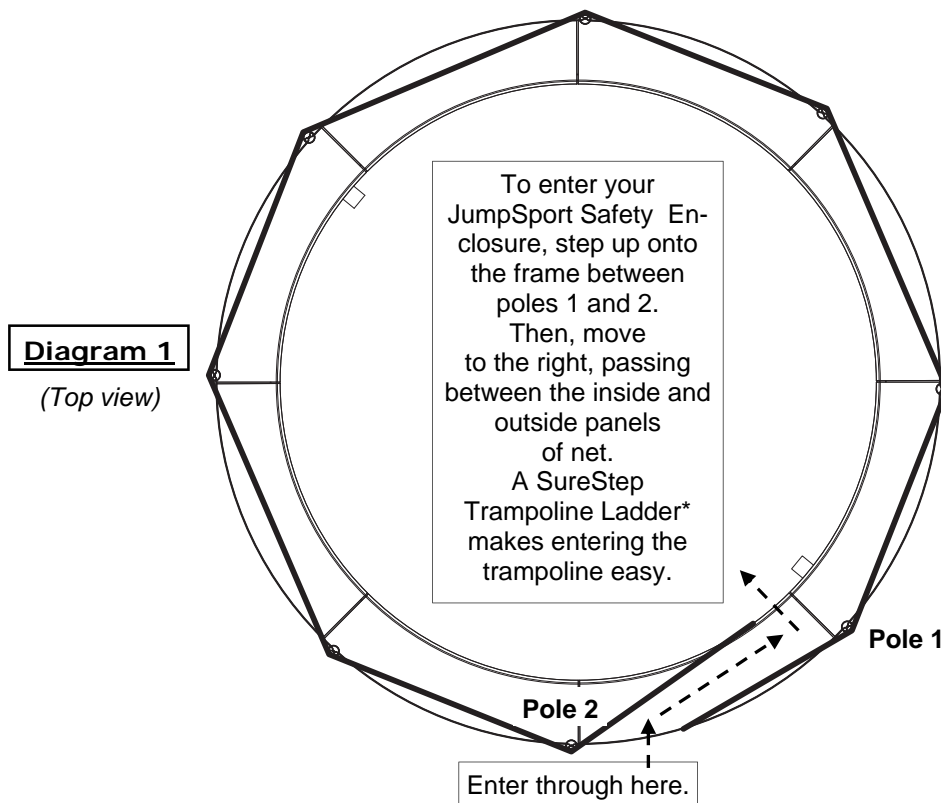 To enter your
JumpSport Safety En-
closure, step up onto
the frame between
poles 1 and 2.
Then, move
to the right, passing
between the inside and
outside panels
of net.
A SureStep
Trampoline Ladder*
makes entering the
trampoline easy.
Diagram 1
(Top view)
Pole 1
Pole 2
Enter through here.